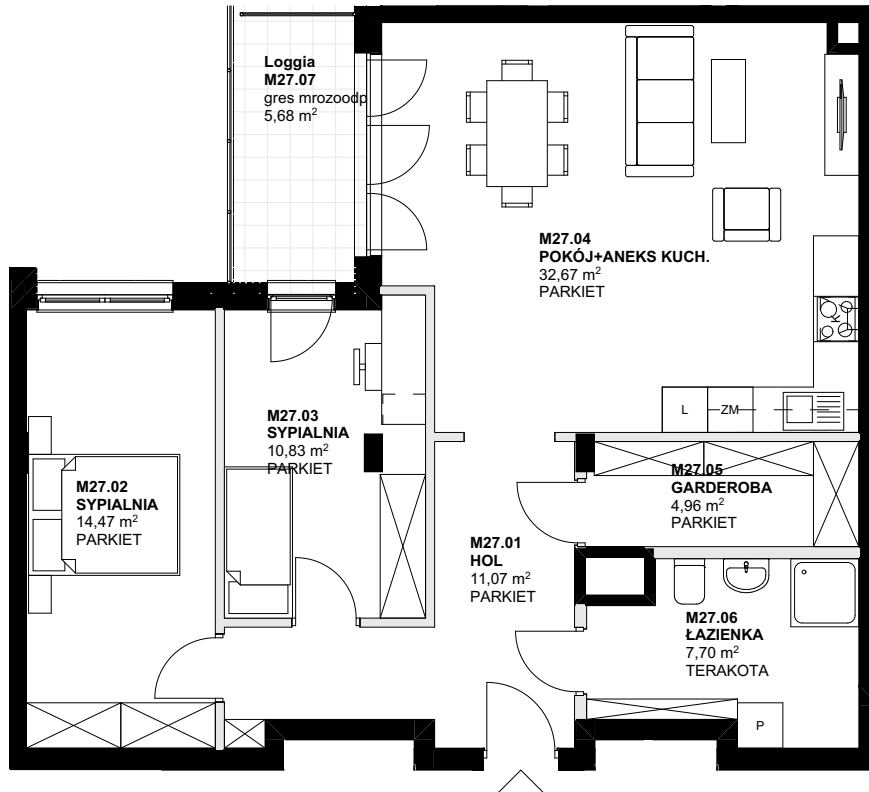 Loggia
M27.07
gres mrozoodp
5,68 m²
M27.04
POKÓJ+ANEKS KUCH.
32,67 m²
PARKIET
K
L
ZM
M27.03
SYPIALNIA
10,83 m²
PARKIET
M27.02
SYPIALNIA
14,47 m²
PARKIET
M27.05
GARDEROBA
4,96 m²
PARKIET
M27.01
HOL
11,07 m²
PARKIET
M27.06
ŁAZIENKA
7,70 m²
TERAKOTA
P